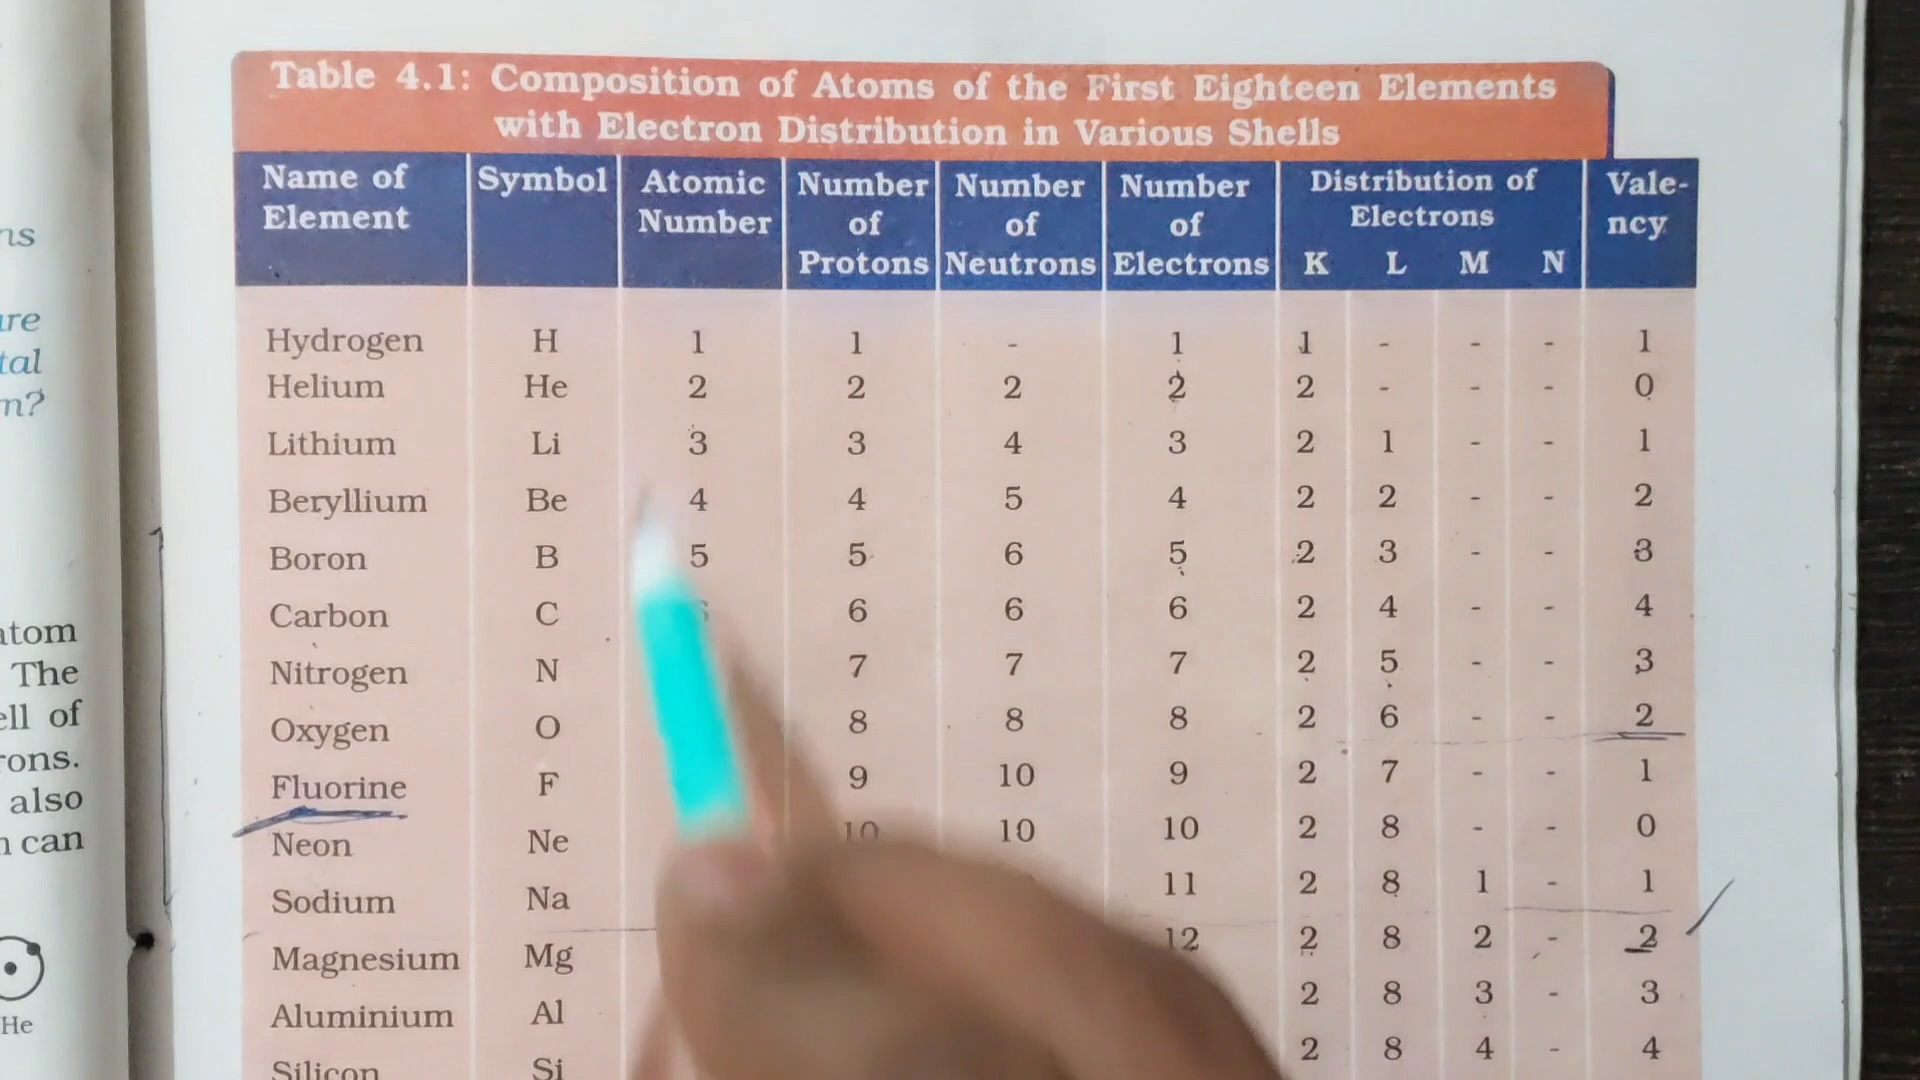 Table 4.1: Composition of Atoms of the First Eighteen Elements
with Electron Distribution in Various Shells
Name of Element Symbol Atomic Number Number of Protons Number of Neutrons Number of Electrons Distribution of Electrons K L M N Vale-ncy
Hydrogen H 1 1 - 1 1 - - - 1
Helium He 2 2 2 2 2 - - - 0
Lithium Li 3 3 4 3 2 1 - - 1
Beryllium Be 4 4 5 4 2 2 - - 2
Boron B 5 5 6 5 2 3 - - 3
Carbon C 6 6 6 2 4 - - 4
Nitrogen N 7 7 7 2 5 - - 3
Oxygen O 8 8 8 2 6 - - 2
Fluorine F 9 10 9 2 7 - - 1
Neon Ne 10 10 10 2 8 - - 0
Sodium Na 11 2 8 1 - 1
Magnesium Mg 12 2 8 2 - 2
Aluminium Al 2 8 3 - 3
Silicon Si 2 8 4 - 4
tal
atom
The
ell of
also
can
He